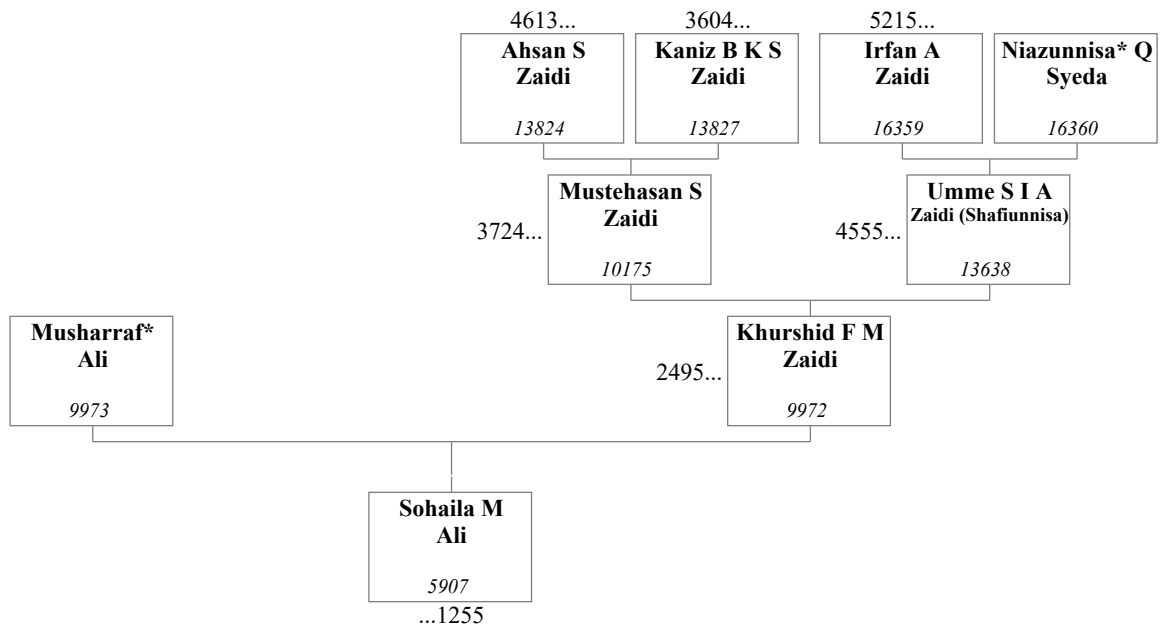 4613...
3604...
5215...
Ahsan S
Zaidi
13824
Kaniz B K S
Zaidi
13827
Irfan A
Zaidi
16359
Niazunnisa* Q
Syeda
16360
3724...
Mustehasan S
Zaidi
10175
4555...
Umme S I A
Zaidi (Shafiunnisa)
13638
Musharraf*
Ali
9973
2495...
Khurshid F M
Zaidi
9972
Sohaila M
Ali
5907
...1255